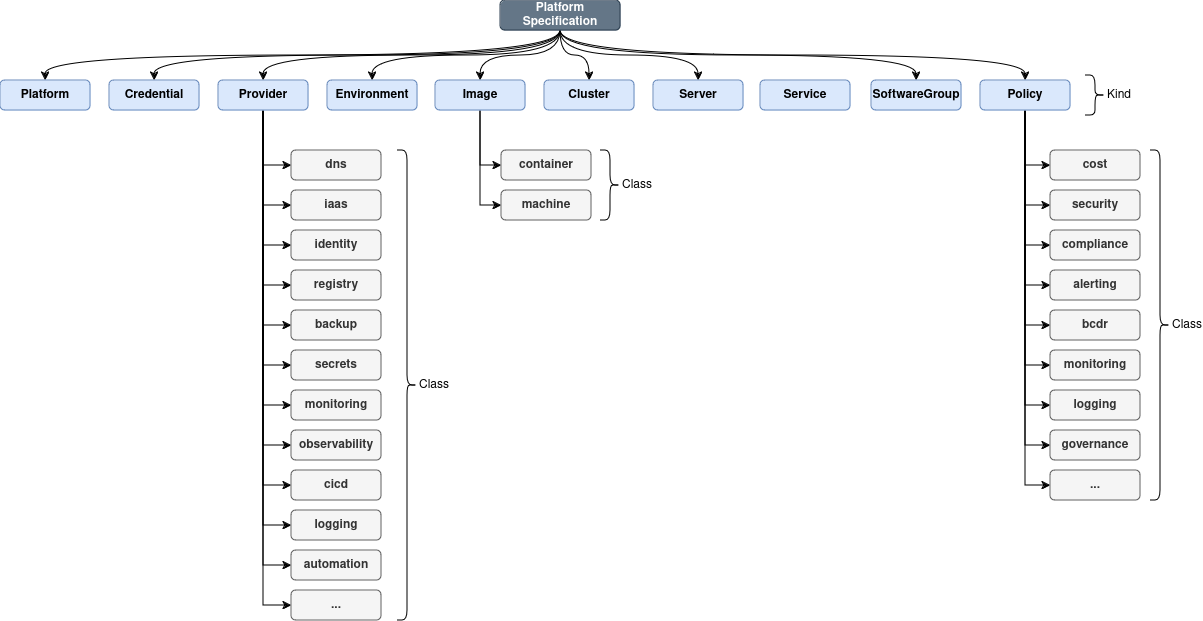 Platform
Specification
Platform
Credential
Provider
Environment
Image
Cluster
Server
Service
SoftwareGroup
Policy
Kind
dns
iaas
identity
registry
backup
secrets
monitoring
observability
cicd
logging
automation
...
Class
container
machine
Class
cost
security
compliance
alerting
bcdr
monitoring
logging
governance
...
Class